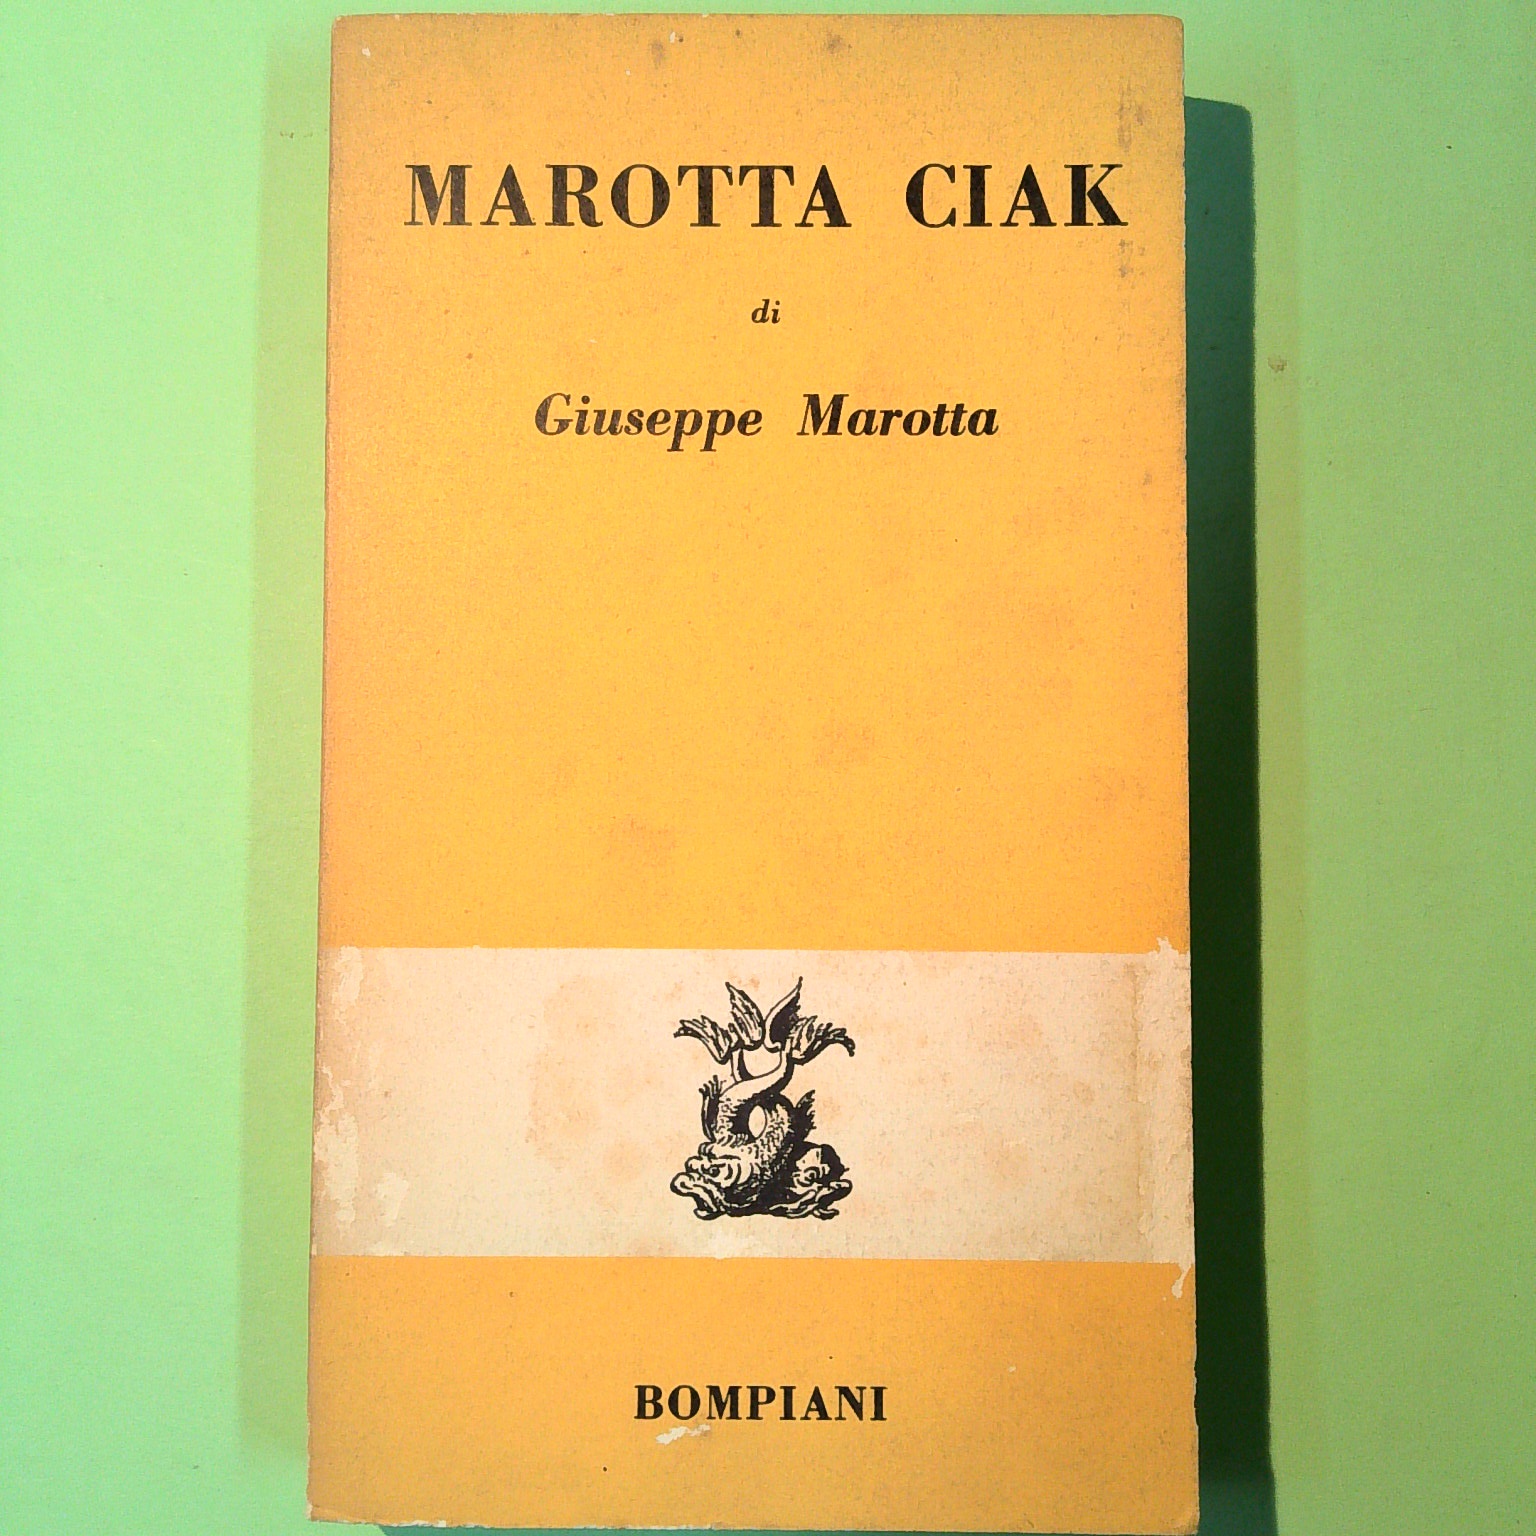 MAROTTA CIAK
di
Giuseppe Marotta
BOMPIANI